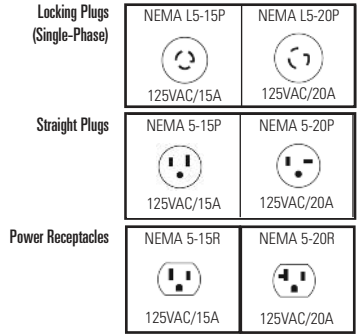 Locking Plugs
(Single-Phase)
NEMA L5-15P NEMA L5-20P
125VAC/15A 125VAC/20A
Straight Plugs
NEMA 5-15P NEMA 5-20P
125VAC/15A 125VAC/20A
Power Receptacles
NEMA 5-15R NEMA 5-20R
125VAC/15A 125VAC/20A